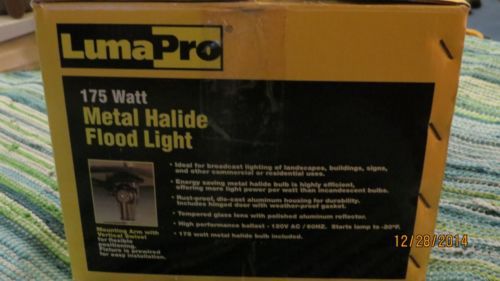 LumaPro
175 Watt
Metal Halide
Flood Light
• Ideal for broadcast lighting of landscapes, buildings, signs,
and other commercial or residential uses.
• Energy saving metal halide bulb is highly efficient,
offering more light power per watt than incandescent bulbs.
• Rust-proof, die-cast aluminum housing for durability.
Includes hinged door with weather-proof gasket.
• Tempered glass lens with polished aluminum reflector.
• High performance ballast - 120V AC / 60HZ. Starts lamp to -20°F.
• 175 watt metal halide bulb included.
Mounting Arm with
Vertical Swivel
for flexible
positioning.
Fixture is prewired
for easy installation.
12/28/2014